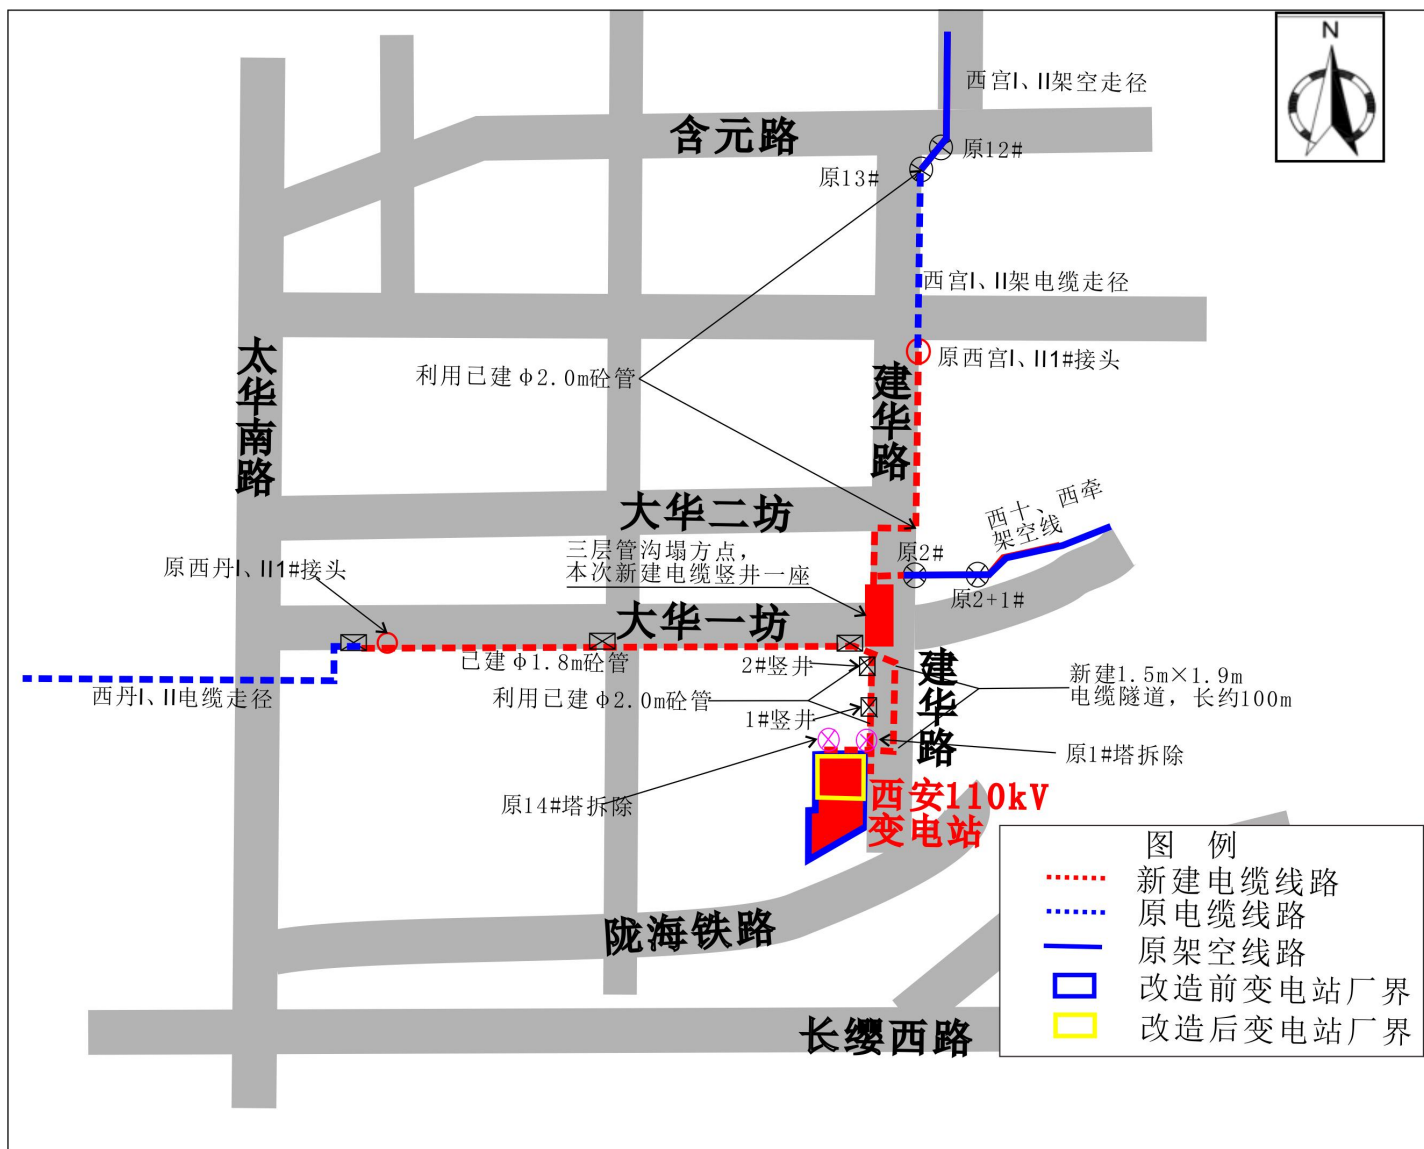 N
西宫I、II架空走径
含元路
原12#
原13#
西宫I、II架电缆走径
太华南路
原西宫I、II1#接头
利用已建φ2.0m砼管
建华路
大华二坊
西十、西牵
架空线
三层管沟塌方点，
本次新建电缆竖井一座
原2#
原西丹I、II1#接头
原2+1#
大华一坊
已建φ1.8m砼管
2#竖井
建华路
新建1.5m×1.9m
电缆隧道，长约100m
西丹I、II电缆走径
利用已建φ2.0m砼管
1#竖井
原1#塔拆除
原14#塔拆除
西安110kV
变电站
图 例
新建电缆线路
原电缆线路
原架空线路
改造前变电站厂界
改造后变电站厂界
陇海铁路
长缨西路